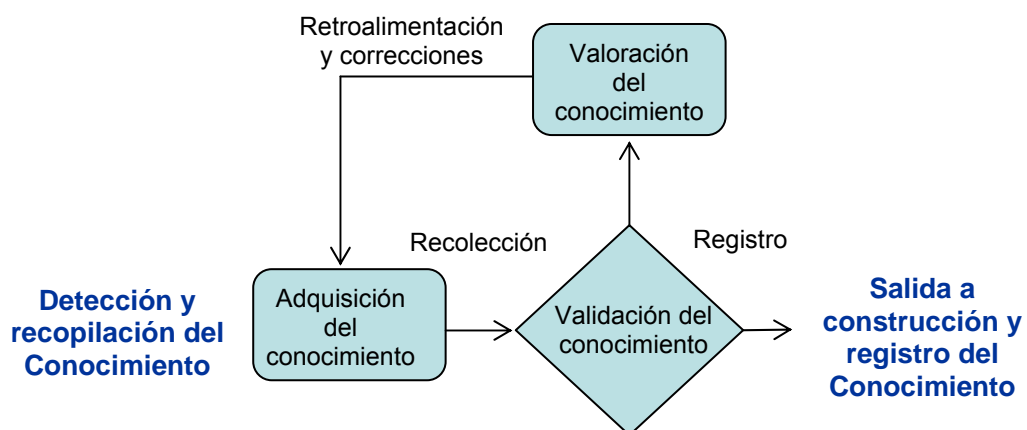 Retroalimentación
y correcciones
Valoración
del
conocimiento
Recolección
Registro
Detección y
recopilación del
Conocimiento
Adquisición
del
conocimiento
Validación del
conocimiento
Salida a
construcción y
registro del
Conocimiento